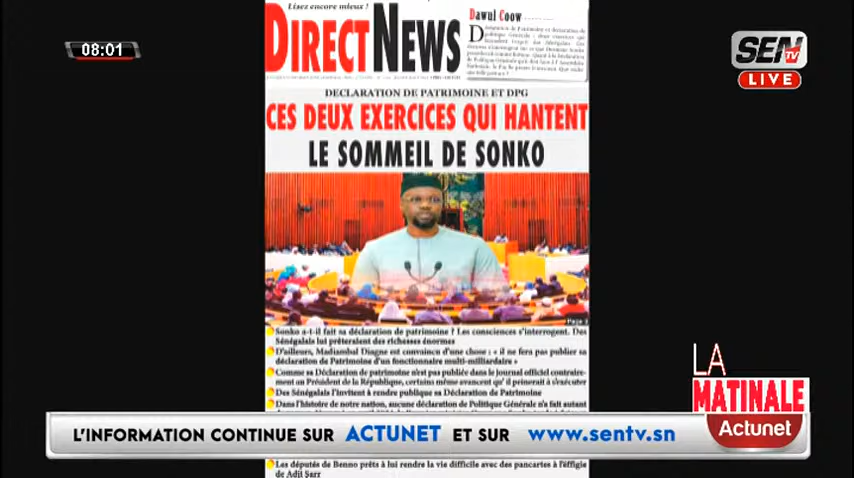 08:01
Lisez encore mieux !
DIRECT NEWS
Dawul Coow
SEN TV
LIVE
DECLARATION DE PATRIMOINE ET DPG
CES DEUX EXERCICES QUI HANTENT
LE SOMMEIL DE SONKO
Page 3
Sonko a-t-il fait sa déclaration de patrimoine ? Les consciences s'interrogent. Des
Sénégalais lui prêteraient des richesses énormes
D'ailleurs, Madiambal Diagne est convaincu d'une chose : « il ne fera pas publier sa
déclaration de Patrimoine d'un fonctionnaire multi-milliardaire »
Comme sa Déclaration de patrimoine n'est pas publiée dans le journal officiel contraire-
ment au Président de la République, certains même avancent qu' il primerait à s'exécuter
Des Sénégalais l'invitent à rendre publique sa Déclaration de Patrimoine
Dans l'histoire de notre nation, aucune déclaration de Politique Générale n'a fait autant
LA
MATINALE
Actunet
L'INFORMATION CONTINUE SUR ACTUNET ET SUR www.sentv.sn
Les députés de Benno prêts à lui rendre la vie difficile avec des pancartes à l'éffigie
de Adji Sarr